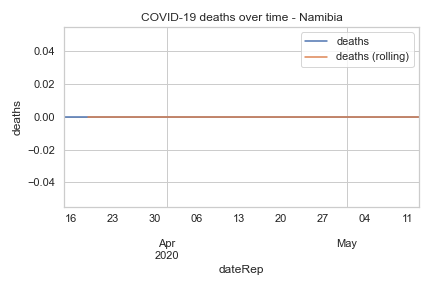 COVID-19 deaths over time - Namibia
deaths
deaths (rolling)
deaths
0.04
0.02
0.00
−0.02
−0.04
16 23 30 06 13 20 27 04 11
Apr May
2020
dateRep